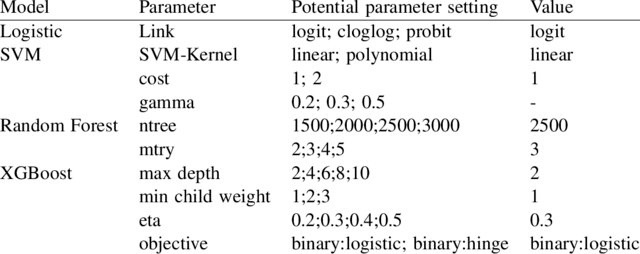 Model Parameter Potential parameter setting Value
Logistic Link logit; cloglog; probit logit
SVM SVM-Kernel linear; polynomial linear
cost 1; 2 1
gamma 0.2; 0.3; 0.5 -
Random Forest ntree 1500;2000;2500;3000 2500
mtry 2;3;4;5 3
XGBoost max depth 2;4;6;8;10 2
min child weight 1;2;3 1
eta 0.2;0.3;0.4;0.5 0.3
objective binary:logistic; binary:hinge binary:logistic